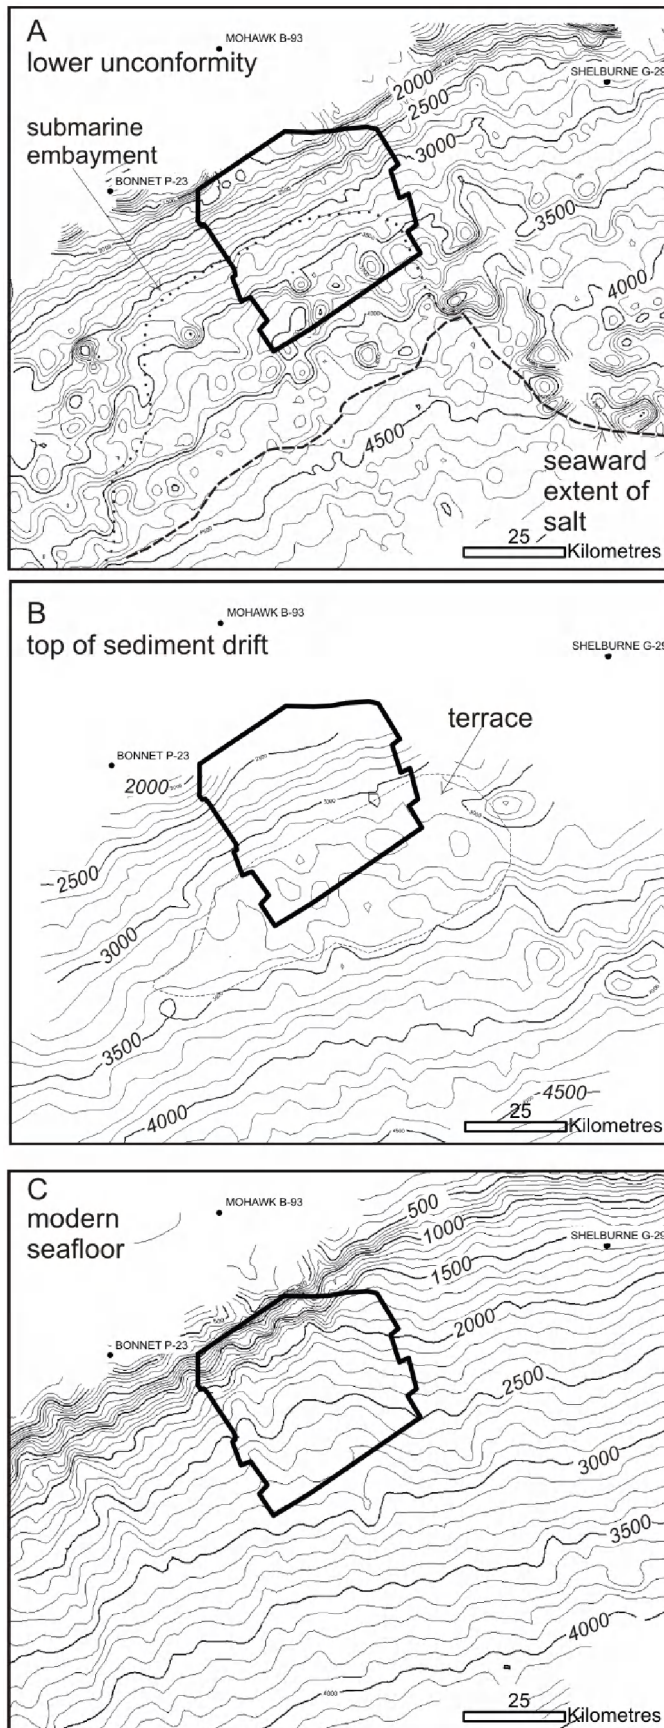 A
lower unconformity
MOHAWK B-93
SHELBURNE G-29
2000
2500
submarine
embayment
3000
BONNET P-23
3500
4000
4500
seaward
extent of
salt
25
Kilometres
B
top of sediment drift
MOHAWK B-93
SHELBURNE G-29
terrace
BONNET P-23
2000
2500
3000
3500
4000
4500
25
Kilometres
C
modern
seafloor
MOHAWK B-93
500
1000
SHELBURNE G-29
1500
2000
BONNET P-23
2500
3000
3500
4000
25
Kilometres